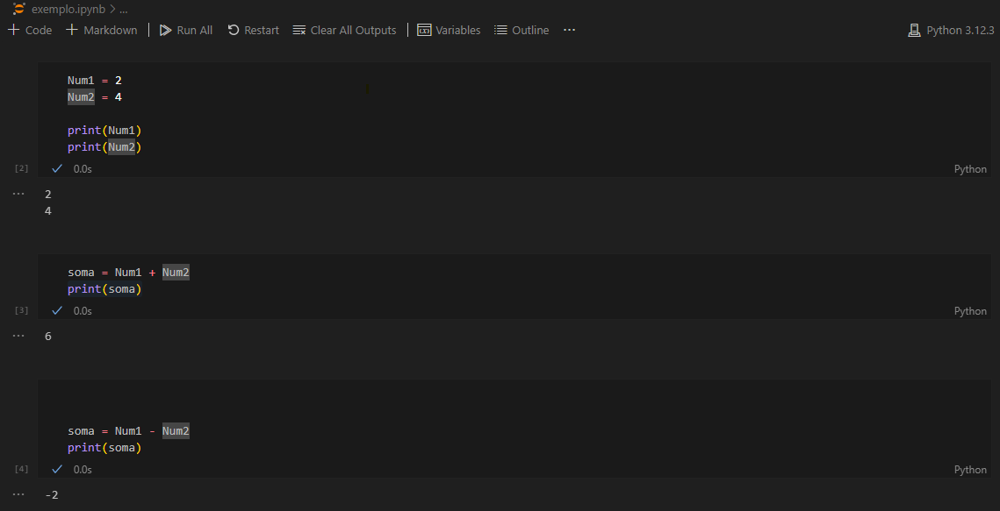 exemplo.ipynb > ...
+ Code + Markdown | Run All Restart Clear All Outputs | Variables Outline ... Python 3.12.3
Num1 = 2
Num2 = 4
print(Num1)
print(Num2)
[2] 0.0s Python
... 2
4
soma = Num1 + Num2
print(soma)
[3] 0.0s Python
... 6
soma = Num1 - Num2
print(soma)
[4] 0.0s Python
... -2